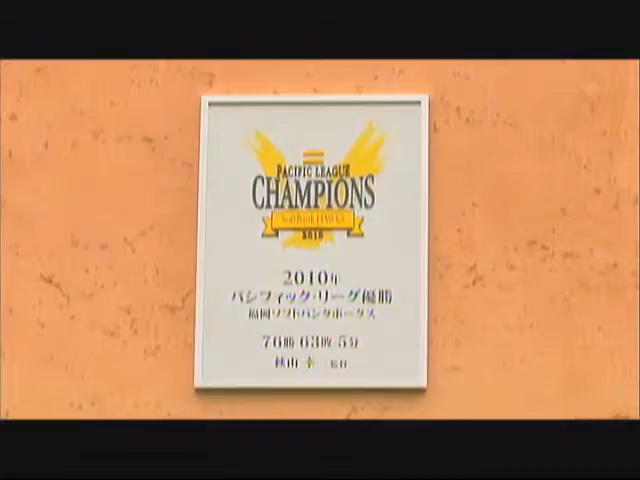 PACIFIC LEAGUE
CHAMPIONS
SoftBank HAWKS
2010
2010年
パシフィック・リーグ優勝
福岡ソフトバンクホークス
76勝 63敗 5分
秋山 幸一 監督